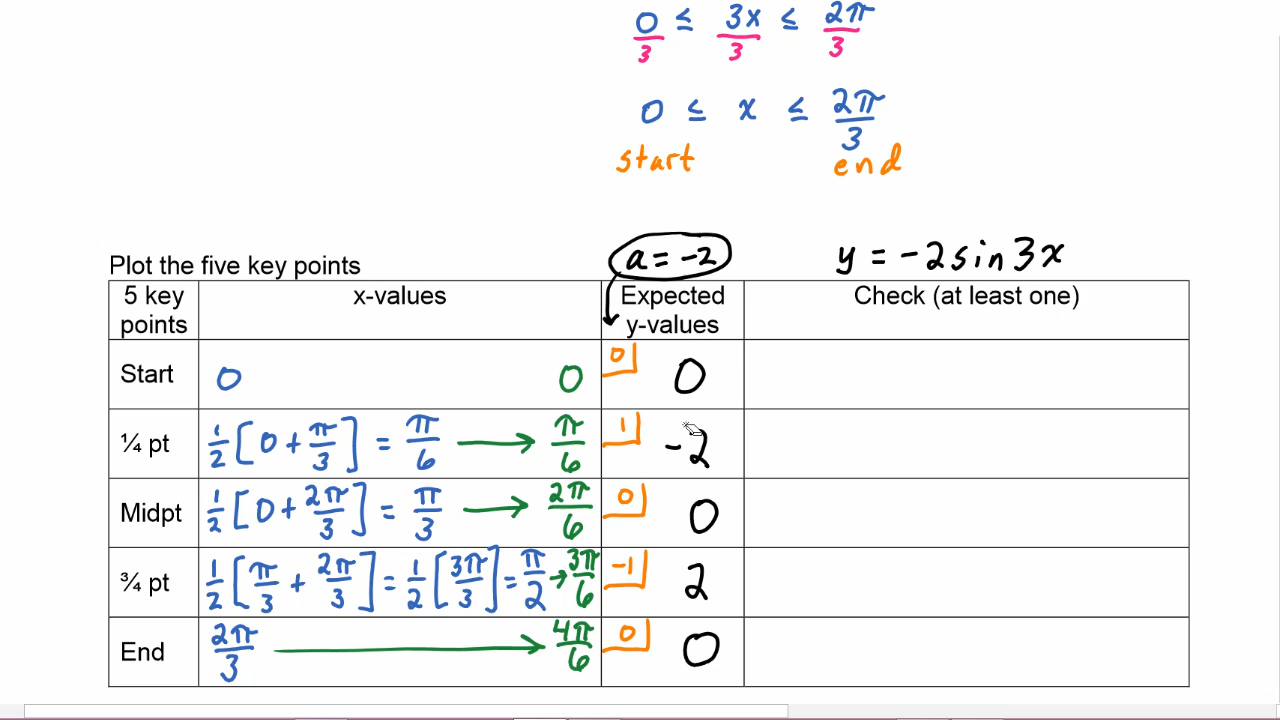 0/3 ≤ 3x/3 ≤ 2π/3
0 ≤ x ≤ 2π/3
start end
a = -2 y = -2sin3x
Plot the five key points
5 key points x-values Expected y-values Check (at least one)
Start 0 0 0 0
¼ pt 1/2[0 + π/3] = π/6 → π/6 1 -2
Midpt 1/2[0 + 2π/3] = π/3 → 2π/6 0 0
¾ pt 1/2[π/3 + 2π/3] = 1/2[3π/3] = π/2 → 3π/6 -1 2
End 2π/3 → 4π/6 0 0